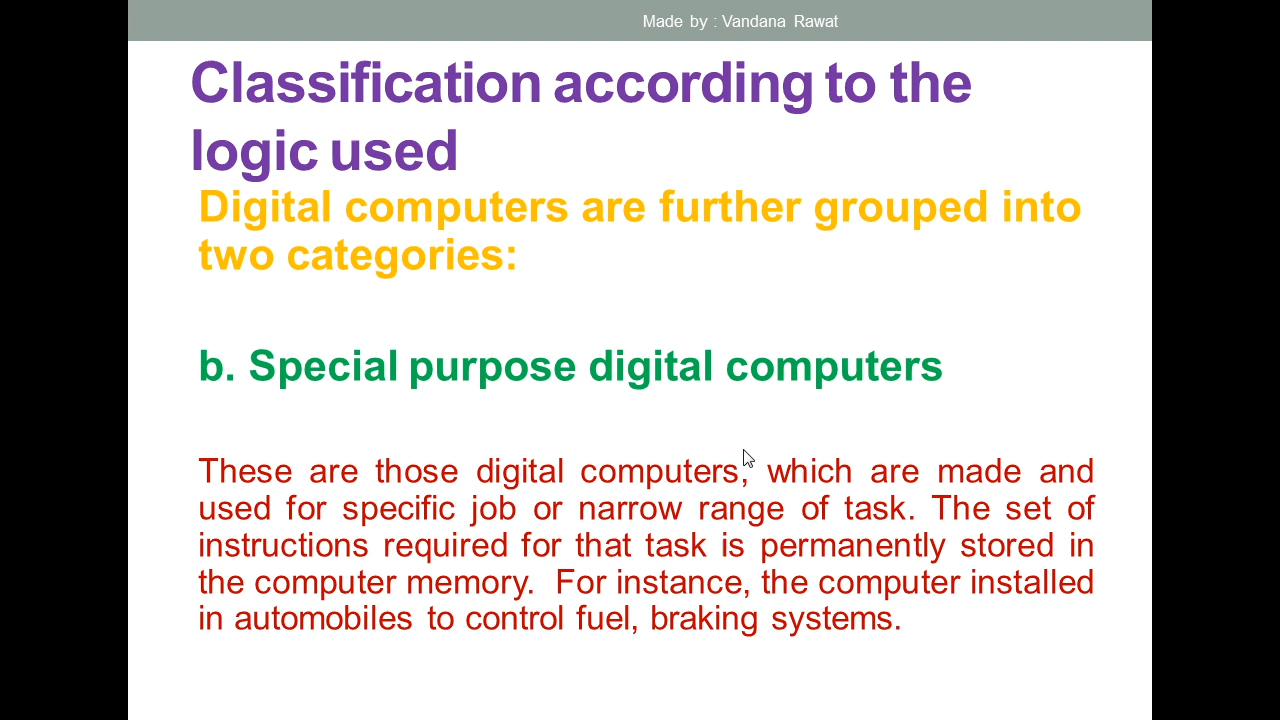 Made by : Vandana Rawat
Classification according to the
logic used
Digital computers are further grouped into
two categories:
b. Special purpose digital computers
These are those digital computers, which are made and
used for specific job or narrow range of task. The set of
instructions required for that task is permanently stored in
the computer memory.  For instance, the computer installed
in automobiles to control fuel, braking systems.